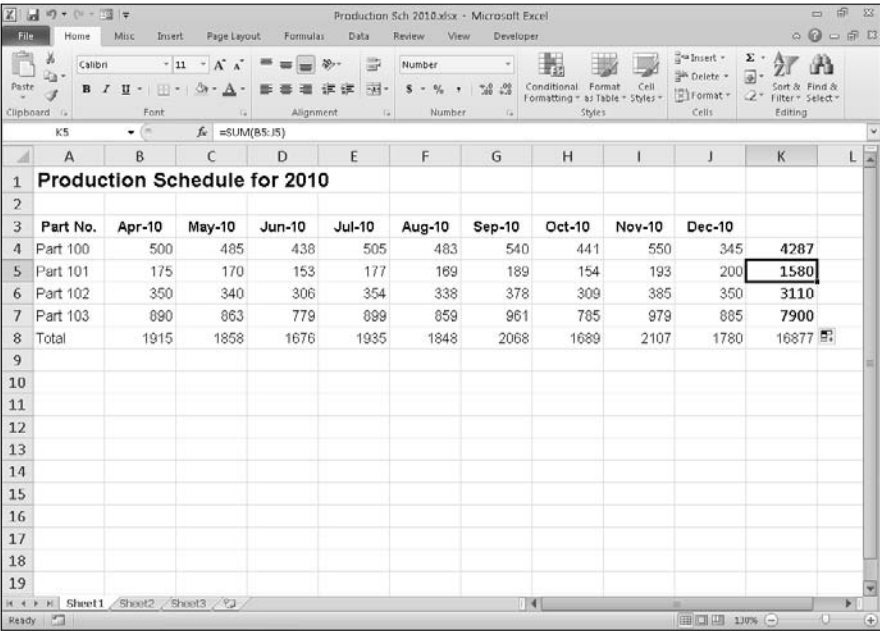 Production Sch 2010.xlsx - Microsoft Excel
File Home Misc Insert Page Layout Formulas Data Review View Developer
Paste
Calibri 11 A A
B I U A
Number
$ % ,
Conditional Formatting Format as Table Cell Styles
Insert
Delete
Format
Σ
Sort & Filter Find & Select
Clipboard Font Alignment Number Styles Cells Editing
K5 fx =SUM(B5:J5)
A B C D E F G H I J K L
1 Production Schedule for 2010
2
3 Part No. Apr-10 May-10 Jun-10 Jul-10 Aug-10 Sep-10 Oct-10 Nov-10 Dec-10
4 Part 100 500 485 438 505 483 540 441 550 345 4287
5 Part 101 175 170 153 177 169 189 154 193 200 1580
6 Part 102 350 340 306 354 338 378 309 385 350 3110
7 Part 103 890 863 779 899 859 961 785 979 885 7900
8 Total 1915 1858 1676 1935 1848 2068 1689 2107 1780 16877
9
10
11
12
13
14
15
16
17
18
19
Sheet1 Sheet2 Sheet3
Ready 130%